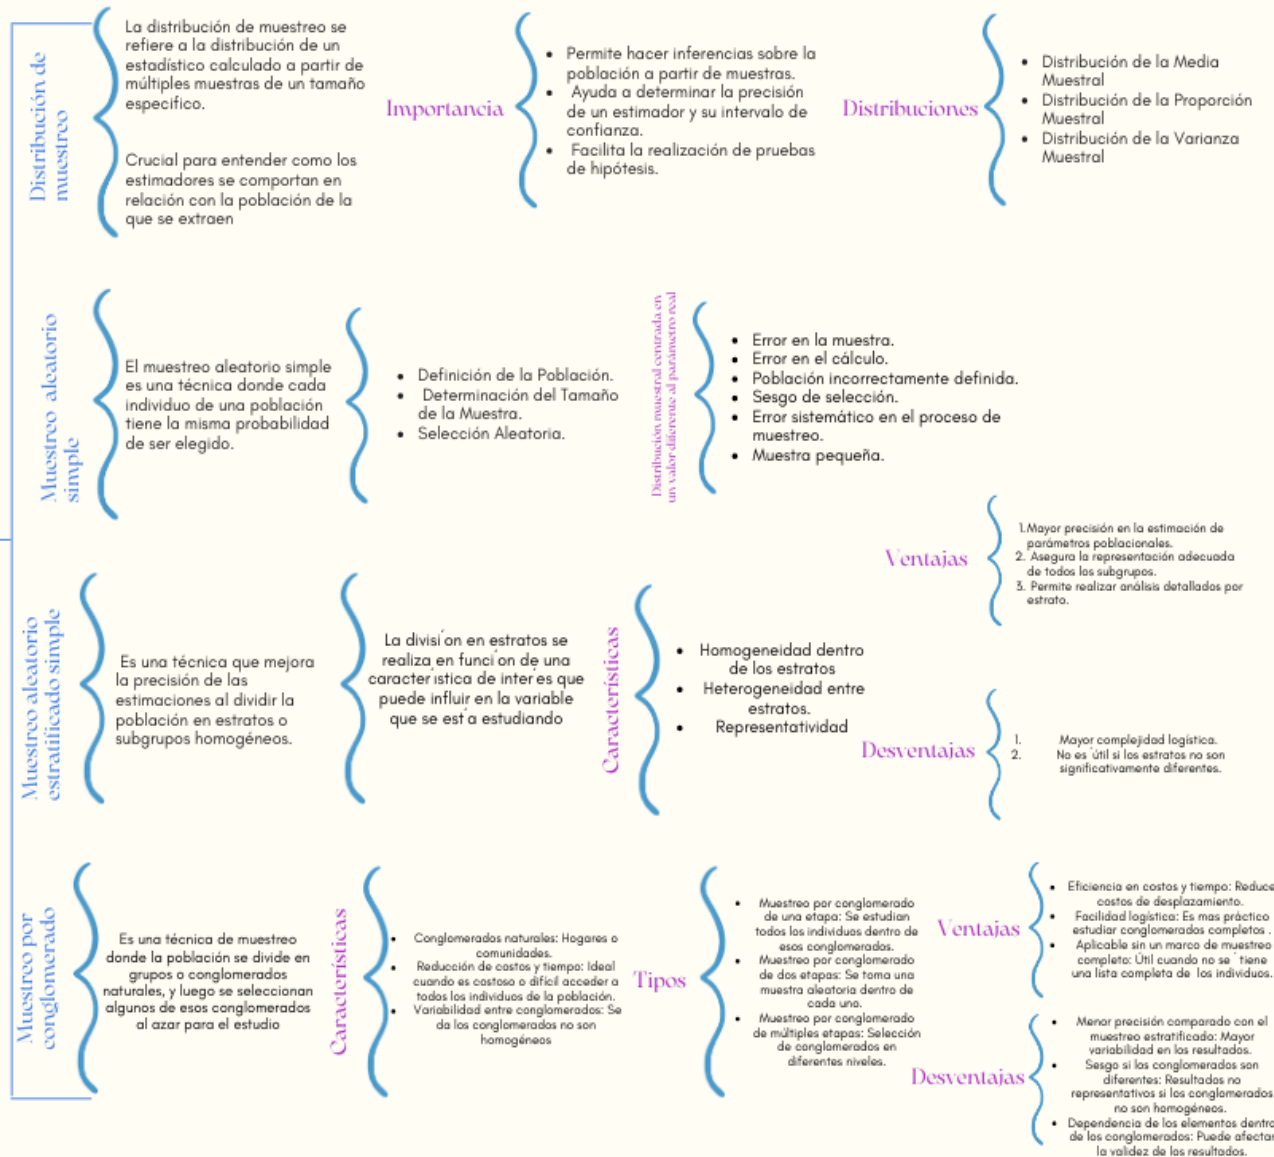 Distribución de
muestreo
La distribución de muestreo se
refiere a la distribución de un
estadístico calculado a partir de
múltiples muestras de un tamaño
especifico.
Crucial para entender como los
estimadores se comportan en
relación con la población de la
que se extraen
Importancia
• Permite hacer inferencias sobre la
población a partir de muestras.
• Ayuda a determinar la precisión
de un estimador y su intervalo de
confianza.
• Facilita la realización de pruebas
de hipótesis.
Distribuciones
• Distribución de la Media
Muestral
• Distribución de la Proporción
Muestral
• Distribución de la Varianza
Muestral
Muestreo aleatorio
simple
El muestreo aleatorio simple
es una técnica donde cada
individuo de una población
tiene la misma probabilidad
de ser elegido.
• Definición de la Población.
• Determinación del Tamaño
de la Muestra.
• Selección Aleatoria.
Distribución muestral centrada en
un valor diferente al parámetro real
• Error en la muestra.
• Error en el cálculo.
• Población incorrectamente definida.
• Sesgo de selección.
• Error sistemático en el proceso de
muestreo.
• Muestra pequeña.
Muestreo aleatorio
estratificado simple
Es una técnica que mejora
la precisión de las
estimaciones al dividir la
población en estratos o
subgrupos homogéneos.
La divisi´on en estratos se
realiza en funci´on de una
caracter´ıstica de inter´es que
puede influir en la variable
que se est´a estudiando
Características
• Homogeneidad dentro
de los estratos
• Heterogeneidad entre
estratos.
• Representatividad
Ventajas
1. Mayor precisión en la estimación de
parámetros poblacionales.
2. Asegura la representación adecuada
de todos los subgrupos.
3. Permite realizar análisis detallados por
estrato.
Desventajas
1. Mayor complejidad logística.
2. No es ´util si los estratos no son
significativamente diferentes.
Muestreo por
conglomerado
Es una técnica de muestreo
donde la población se divide en
grupos o conglomerados
naturales, y luego se seleccionan
algunos de esos conglomerados
al azar para el estudio
Características
• Conglomerados naturales: Hogares o
comunidades.
• Reducción de costos y tiempo: Ideal
cuando es costoso o difícil acceder a
todos los individuos de la población.
• Variabilidad entre conglomerados: Se
da los conglomerados no son
homogéneos
Tipos
• Muestreo por conglomerado
de una etapa: Se estudian
todos los individuos dentro de
esos conglomerados.
• Muestreo por conglomerado
de dos etapas: Se toma una
muestra aleatoria dentro de
cada uno.
• Muestreo por conglomerado
de múltiples etapas: Selección
de conglomerados en
diferentes niveles.
Ventajas
• Eficiencia en costos y tiempo: Reduce
costos de desplazamiento.
• Facilidad logística: Es mas práctico
estudiar conglomerados completos .
• Aplicable sin un marco de muestreo
completo: Útil cuando no se ´ tiene
una lista completa de los individuos.
Desventajas
• Menor precisión comparado con el
muestreo estratificado: Mayor
variabilidad en los resultados.
• Sesgo si los conglomerados son
diferentes: Resultados no
representativos si los conglomerados
no son homogéneos.
• Dependencia de los elementos dentro
de los conglomerados: Puede afectar
la validez de los resultados.